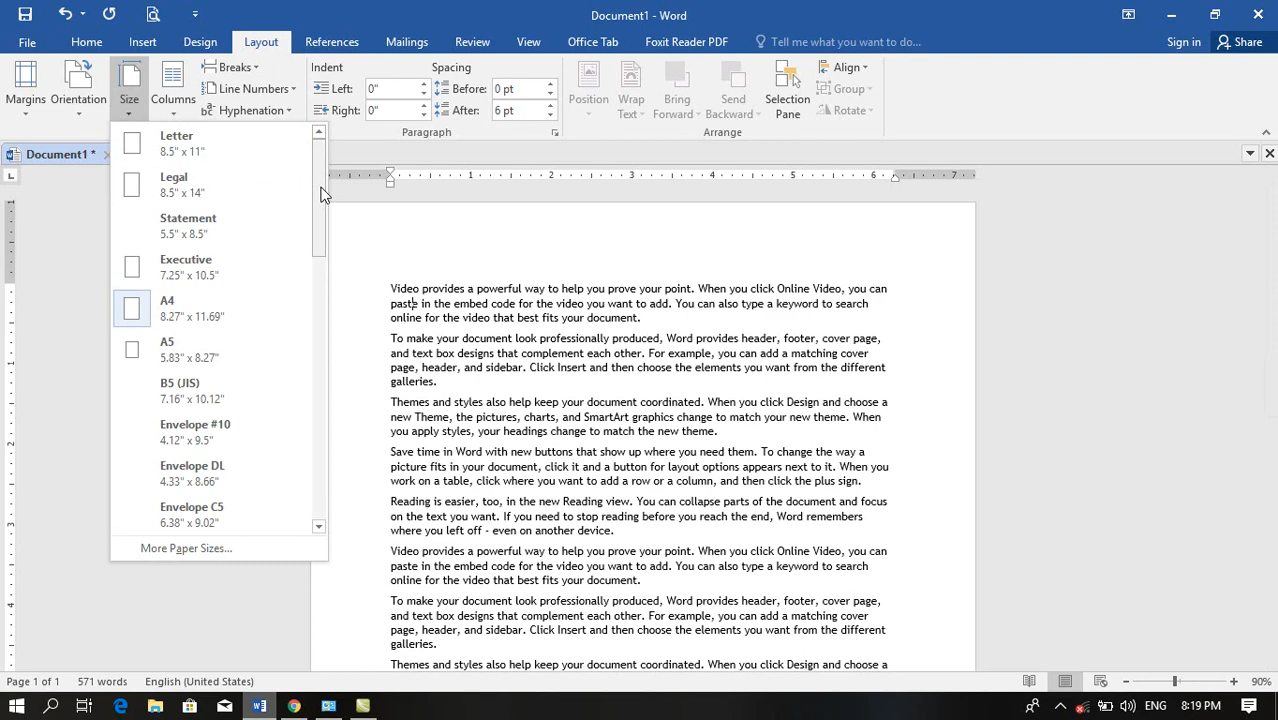 Document1 - Word
File Home Insert Design Layout References Mailings Review View Office Tab Foxit Reader PDF Tell me what you want to do... Sign in Share
Margins
Orientation
Size
Columns
Breaks
Line Numbers
Hyphenation
Indent
Left: 0"
Right: 0"
Spacing
Before: 0 pt
After: 6 pt
Paragraph
Position
Wrap
Text
Bring
Forward
Send
Backward
Selection
Pane
Align
Group
Rotate
Arrange
Document1 *
Letter
8.5" x 11"
Legal
8.5" x 14"
Statement
5.5" x 8.5"
Executive
7.25" x 10.5"
A4
8.27" x 11.69"
A5
5.83" x 8.27"
B5 (JIS)
7.16" x 10.12"
Envelope #10
4.12" x 9.5"
Envelope DL
4.33" x 8.66"
Envelope C5
6.38" x 9.02"
More Paper Sizes...
1 2 3 4 5 6 7
1
2
3
4
Video provides a powerful way to help you prove your point. When you click Online Video, you can
paste in the embed code for the video you want to add. You can also type a keyword to search
online for the video that best fits your document.
To make your document look professionally produced, Word provides header, footer, cover page,
and text box designs that complement each other. For example, you can add a matching cover
page, header, and sidebar. Click Insert and then choose the elements you want from the different
galleries.
Themes and styles also help keep your document coordinated. When you click Design and choose a
new Theme, the pictures, charts, and SmartArt graphics change to match your new theme. When
you apply styles, your headings change to match the new theme.
Save time in Word with new buttons that show up where you need them. To change the way a
picture fits in your document, click it and a button for layout options appears next to it. When you
work on a table, click where you want to add a row or a column, and then click the plus sign.
Reading is easier, too, in the new Reading view. You can collapse parts of the document and focus
on the text you want. If you need to stop reading before you reach the end, Word remembers
where you left off - even on another device.
Video provides a powerful way to help you prove your point. When you click Online Video, you can
paste in the embed code for the video you want to add. You can also type a keyword to search
online for the video that best fits your document.
To make your document look professionally produced, Word provides header, footer, cover page,
and text box designs that complement each other. For example, you can add a matching cover
page, header, and sidebar. Click Insert and then choose the elements you want from the different
galleries.
Themes and styles also help keep your document coordinated. When you click Design and choose a
Page 1 of 1 571 words English (United States) 90%
ENG 8:19 PM